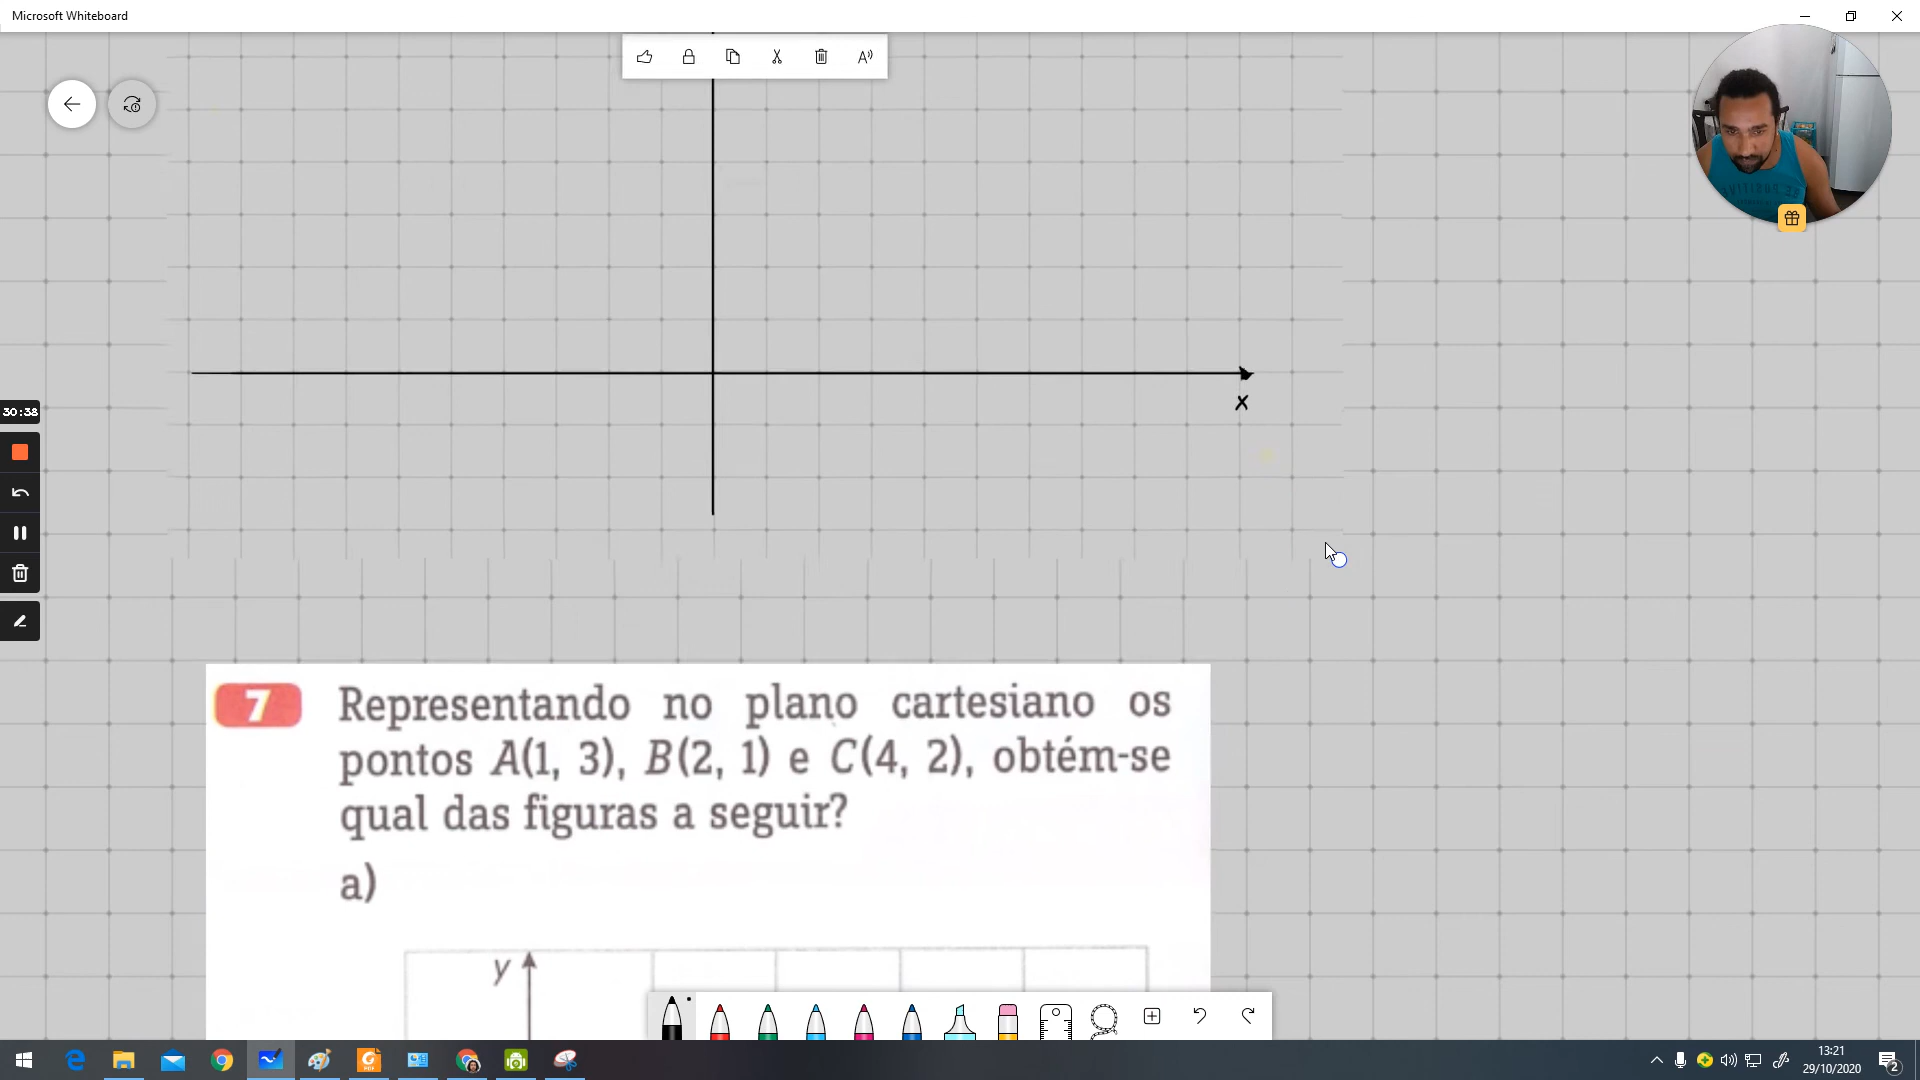 Microsoft Whiteboard
30:38
x
7 Representando no plano cartesiano os
pontos A(1, 3), B(2, 1) e C(4, 2), obtém-se
qual das figuras a seguir?
a)
y
13:21
29/10/2020
2